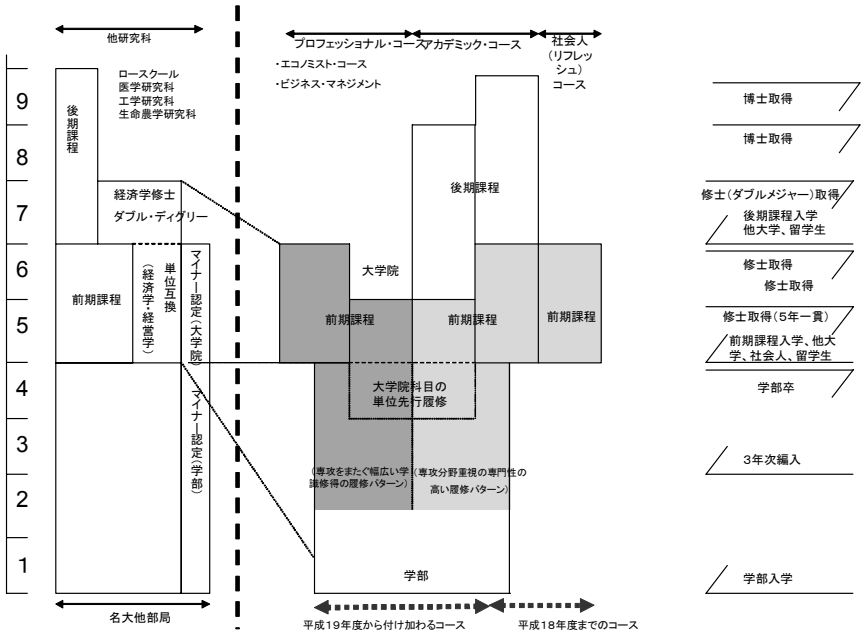 他研究科
プロフェッショナル・コース
アカデミック・コース
社会人
（リフレッ
シュ）
コース
・エコノミスト・コース
・ビジネス・マネジメント
ロースクール
医学研究科
工学研究科
生命農学研究科
9
8
7
6
5
4
3
2
1
後期課程
経済学修士
ダブル・ディグリー
前期課程
単位互換
（経済学・経営学）
マイナー認定（大学院）
マイナー認定（学部）
名大他部局
後期課程
大学院
前期課程
前期課程
前期課程
大学院科目の
単位先行履修
（専攻をまたぐ幅広い学
識修得の履修パターン）
（専攻分野重視の専門性の
高い履修パターン）
学部
平成19年度から付け加わるコース
平成18年度までのコース
博士取得
博士取得
修士（ダブルメジャー）取得
後期課程入学
他大学、留学生
修士取得
修士取得
修士取得（５年一貫）
前期課程入学、他大
学、社会人、留学生
学部卒
3年次編入
学部入学